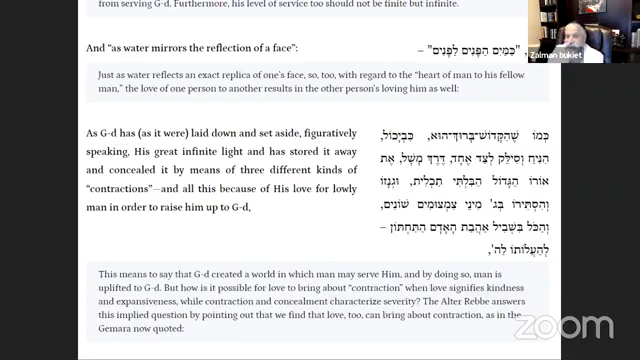 from serving G-d. Furthermore, his level of service too should not be finite but infinite.
Zalman bukiet
And “as water mirrors the reflection of a face”:
"כַּמַּיִם הַפָּנִים לַפָּנִים" –
Just as water reflects an exact replica of one’s face, so, too, with regard to the “heart of man to his fellow
man,” the love of one person to another results in the other person’s loving him as well:
As G-d has (as it were) laid down and set aside, figuratively
speaking, His great infinite light and has stored it away
and concealed it by means of three different kinds of
“contractions”—and all this because of His love for lowly
man in order to raise him up to G-d,
כְּמוֹ שֶׁהַקָּדוֹשׁ־בָּרוּךְ־הוּא, כִּבְיָכוֹל,
הִנִּיחַ וְסִילֵּק לְצַד אֶחָד, דֶּרֶךְ מָשָׁל, אֶת
אוֹרוֹ הַגָּדוֹל הַבִּלְתִּי תַכְלִית, וּגְנָזוֹ
וְהִסְתִּירוֹ בְּג' מִינֵי צִמְצוּמִים שׁוֹנִים,
וְהַכֹּל בִּשְׁבִיל אַהֲבַת הָאָדָם הַתַּחְתּוֹן –
לְהַעֲלוֹתוֹ לַה',
This means to say that G-d created a world in which man may serve Him, and by doing so, man is
uplifted to G-d. But how is it possible for love to bring about “contraction” when love signifies kindness
and expansiveness, while contraction and concealment characterize severity? The Alter Rebbe answers
this implied question by pointing out that we find that love, too, can bring about contraction, as in the
Gemara now quoted:
zoom